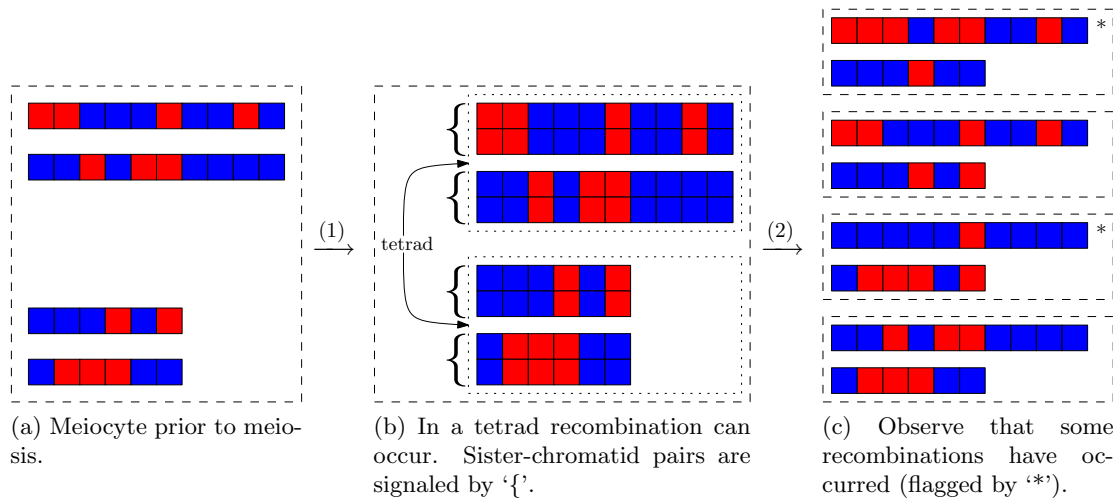 *
*
(1)
(2)
{
{
{
{
tetrad
(a) Meiocyte prior to meio-
sis.
(b) In a tetrad recombination can
occur. Sister-chromatid pairs are
signaled by ‘{’.
(c) Observe that some
recombinations have oc-
curred (flagged by ‘*’).